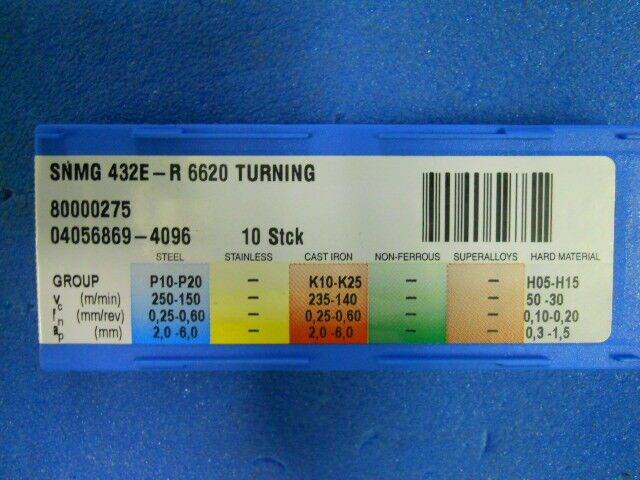 SNMG 432E-R 6620 TURNING
80000275
04056869-4096 10 Stck
STEEL STAINLESS CAST IRON NON-FERROUS SUPERALLOYS HARD MATERIAL
GROUP P10-P20 – K10-K25 – – H05-H15
vc (m/min) 250-150 – 235-140 – – 50 -30
fn (mm/rev) 0,25-0,60 – 0,25-0,60 – – 0,10-0,20
ap (mm) 2,0 -6,0 – 2,0 -6,0 – – 0,3 -1,5